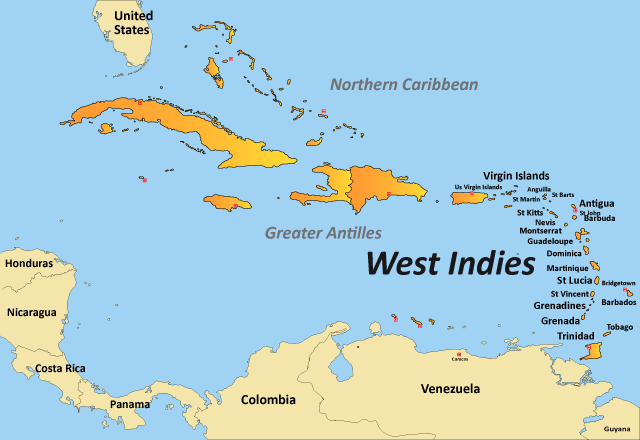 United
States
Northern Caribbean
Virgin Islands
Us Virgin Islands
Anguilla
St Martin
St Barts
Antigua
St John
Barbuda
St Kitts
Nevis
Montserrat
Guadeloupe
Greater Antilles
Dominica
West Indies
Martinique
St Lucia
Bridgetown
St Vincent
Barbados
Grenadines
Grenada
Tobago
Trinidad
Honduras
Nicaragua
Costa Rica
Caracas
Panama
Colombia
Venezuela
Guyana